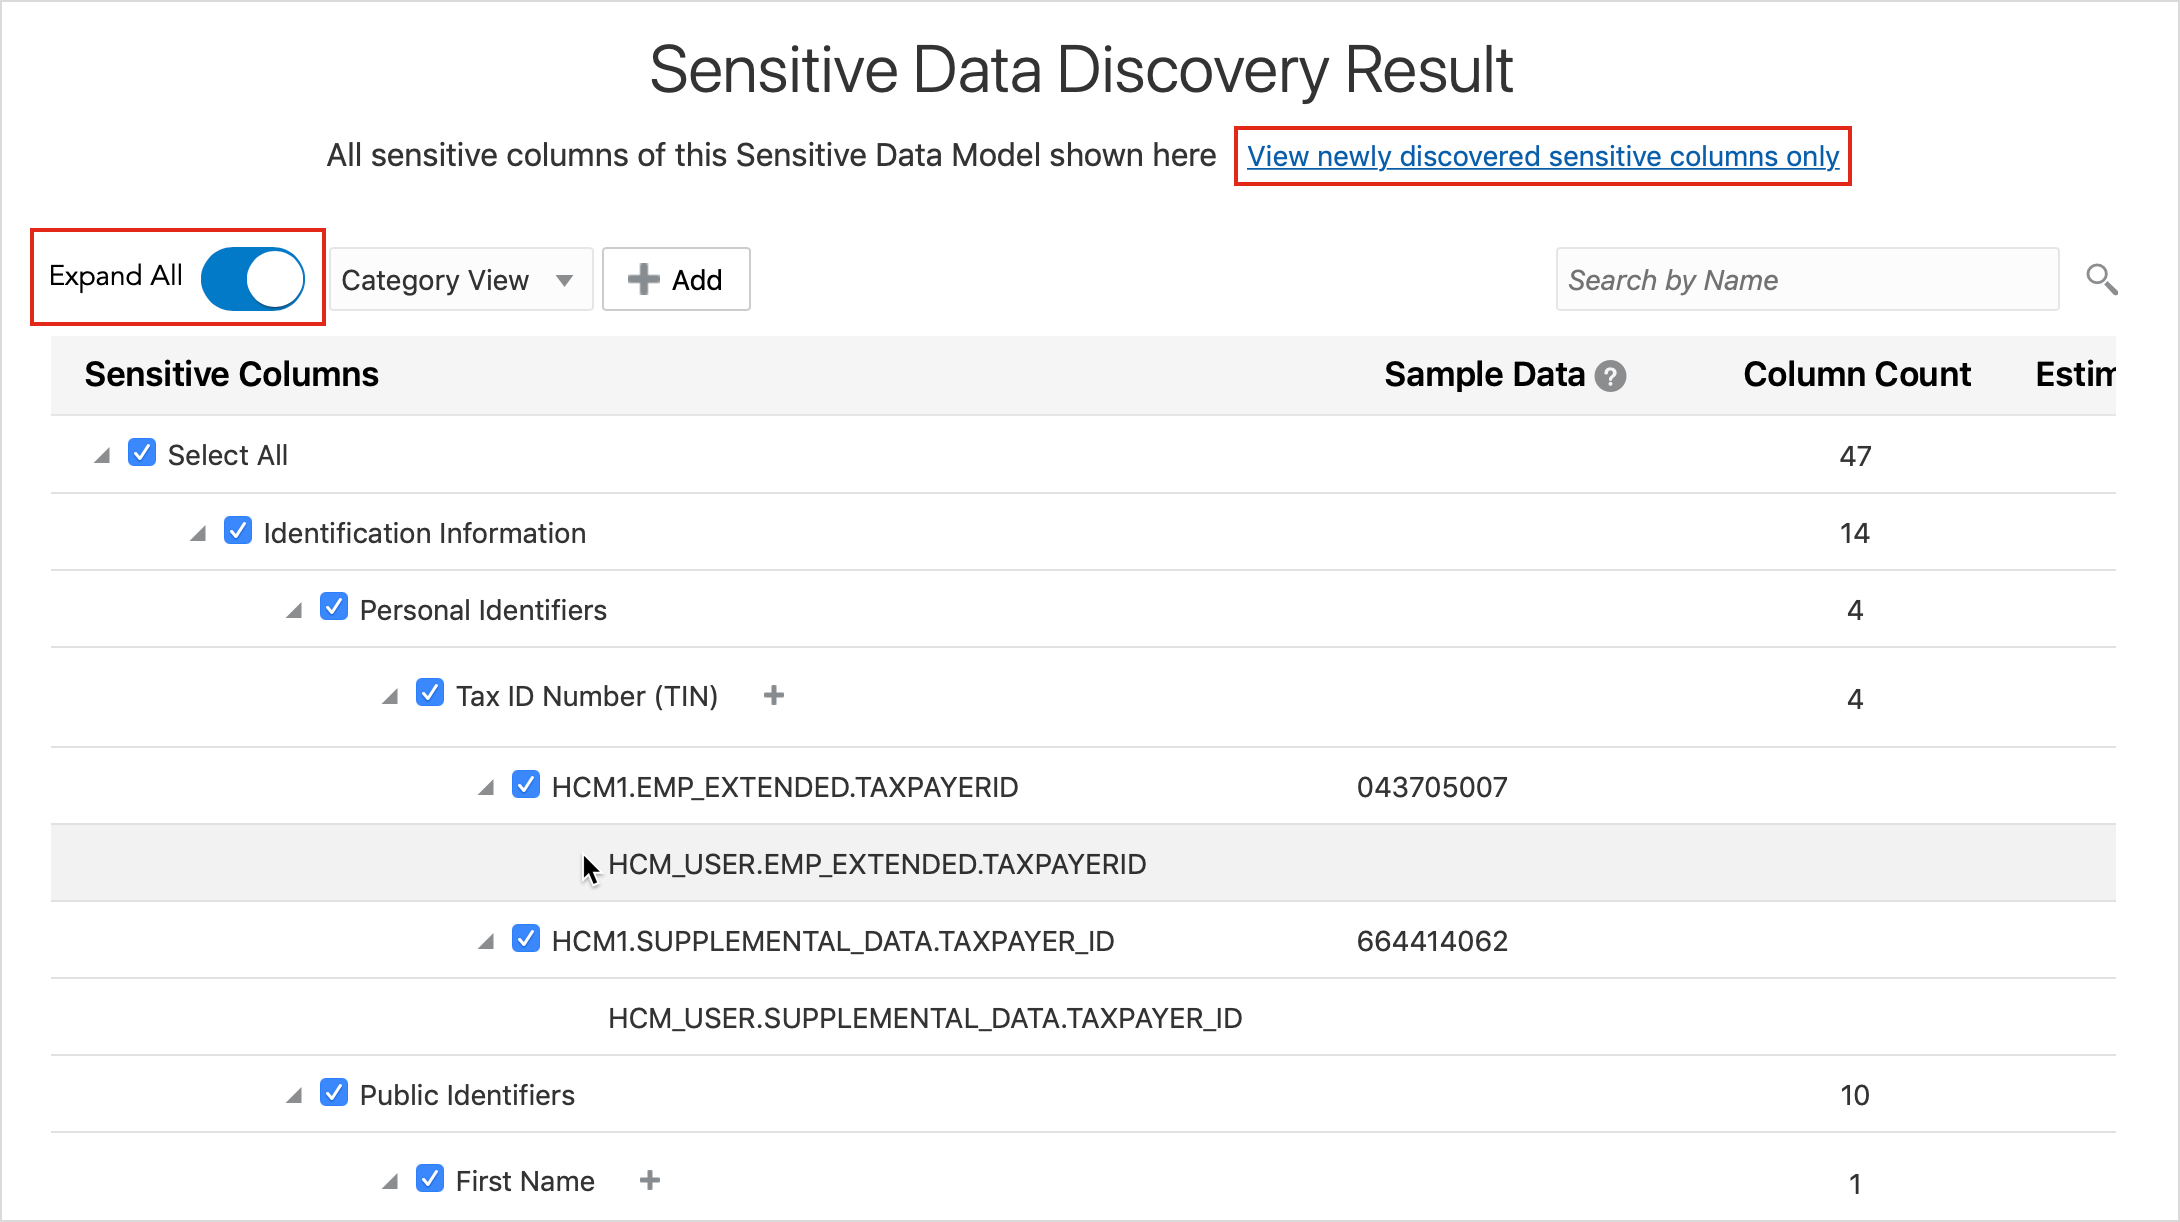 Sensitive Data Discovery Result
All sensitive columns of this Sensitive Data Model shown here View newly discovered sensitive columns only
Expand All Category View Add Search by Name
Sensitive Columns Sample Data ? Column Count Estim
Select All 47
Identification Information 14
Personal Identifiers 4
Tax ID Number (TIN) + 4
HCM1.EMP_EXTENDED.TAXPAYERID 043705007
HCM_USER.EMP_EXTENDED.TAXPAYERID
HCM1.SUPPLEMENTAL_DATA.TAXPAYER_ID 664414062
HCM_USER.SUPPLEMENTAL_DATA.TAXPAYER_ID
Public Identifiers 10
First Name + 1